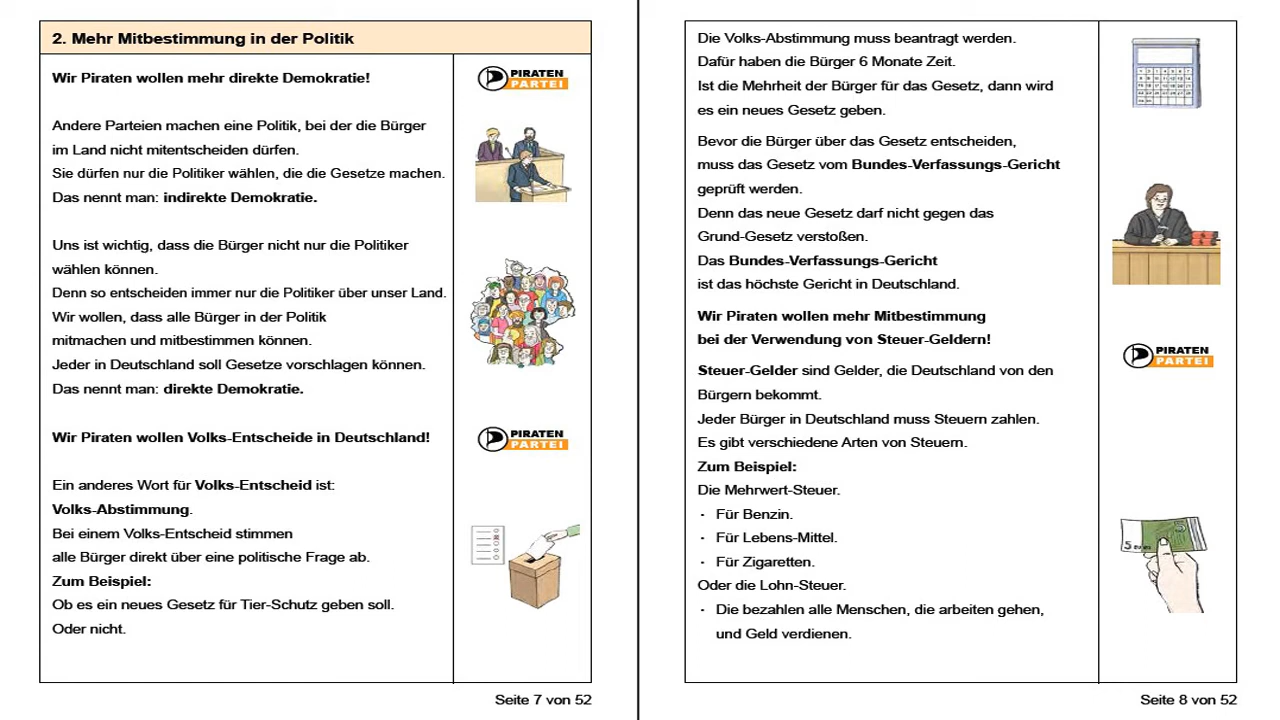 2. Mehr Mitbestimmung in der Politik
Wir Piraten wollen mehr direkte Demokratie!
PIRATEN
PARTEI
Andere Parteien machen eine Politik, bei der die Bürger
im Land nicht mitentscheiden dürfen.
Sie dürfen nur die Politiker wählen, die die Gesetze machen.
Das nennt man: indirekte Demokratie.
Uns ist wichtig, dass die Bürger nicht nur die Politiker
wählen können.
Denn so entscheiden immer nur die Politiker über unser Land.
Wir wollen, dass alle Bürger in der Politik
mitmachen und mitbestimmen können.
Jeder in Deutschland soll Gesetze vorschlagen können.
Das nennt man: direkte Demokratie.
Wir Piraten wollen Volks-Entscheide in Deutschland!
PIRATEN
PARTEI
Ein anderes Wort für Volks-Entscheid ist:
Volks-Abstimmung.
Bei einem Volks-Entscheid stimmen
alle Bürger direkt über eine politische Frage ab.
Zum Beispiel:
Ob es ein neues Gesetz für Tier-Schutz geben soll.
Oder nicht.
Seite 7 von 52
Die Volks-Abstimmung muss beantragt werden.
Dafür haben die Bürger 6 Monate Zeit.
Ist die Mehrheit der Bürger für das Gesetz, dann wird
es ein neues Gesetz geben.
Bevor die Bürger über das Gesetz entscheiden,
muss das Gesetz vom Bundes-Verfassungs-Gericht
geprüft werden.
Denn das neue Gesetz darf nicht gegen das
Grund-Gesetz verstoßen.
Das Bundes-Verfassungs-Gericht
ist das höchste Gericht in Deutschland.
Wir Piraten wollen mehr Mitbestimmung
bei der Verwendung von Steuer-Geldern!
PIRATEN
PARTEI
Steuer-Gelder sind Gelder, die Deutschland von den
Bürgern bekommt.
Jeder Bürger in Deutschland muss Steuern zahlen.
Es gibt verschiedene Arten von Steuern.
Zum Beispiel:
Die Mehrwert-Steuer.
· Für Benzin.
· Für Lebens-Mittel.
· Für Zigaretten.
Oder die Lohn-Steuer.
· Die bezahlen alle Menschen, die arbeiten gehen,
und Geld verdienen.
5
Seite 8 von 52